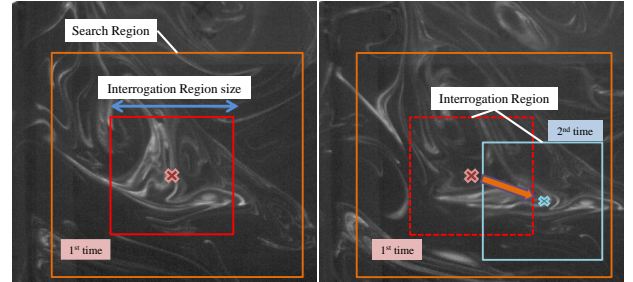 Search Region
Interrogation Region size
1st time
Interrogation Region
2nd time
1st time